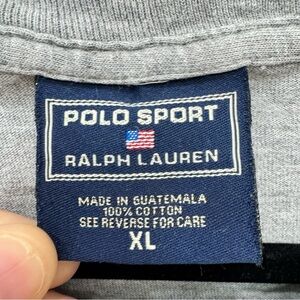 POLO SPORT
RALPH LAUREN
MADE IN GUATEMALA
100% COTTON
SEE REVERSE FOR CARE
XL